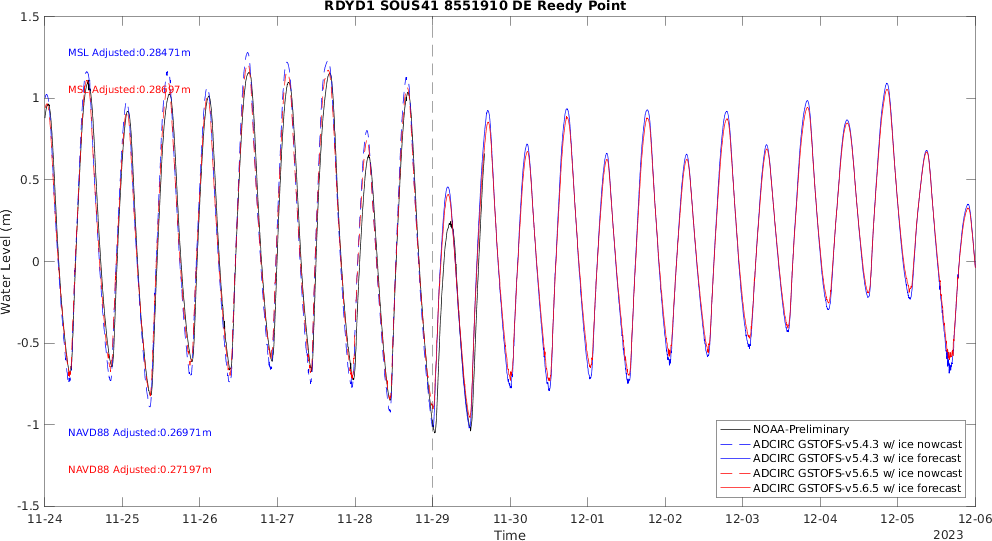 RDYD1 SOUS41 8551910 DE Reedy Point
1.5
1
0.5
0
-0.5
-1
-1.5
Water Level (m)
MSL Adjusted:0.28471m
MSL Adjusted:0.28697m
NAVD88 Adjusted:0.26971m
NAVD88 Adjusted:0.27197m
NOAA-Preliminary
ADCIRC GSTOFS-v5.4.3 w/ ice nowcast
ADCIRC GSTOFS-v5.4.3 w/ ice forecast
ADCIRC GSTOFS-v5.6.5 w/ ice nowcast
ADCIRC GSTOFS-v5.6.5 w/ ice forecast
11-24 11-25 11-26 11-27 11-28 11-29 11-30 12-01 12-02 12-03 12-04 12-05 12-06
Time
2023